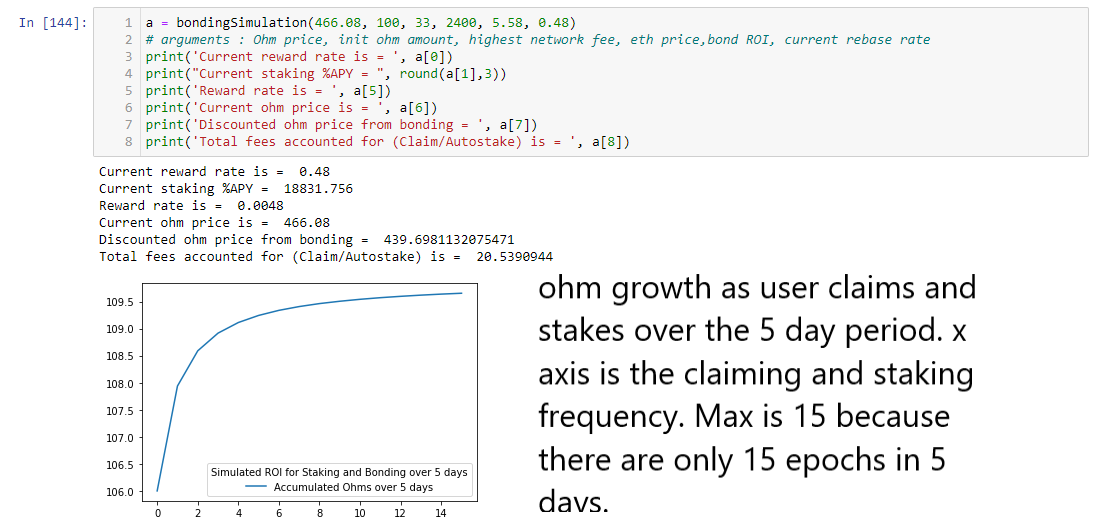 In [144]:
1 a = bondingSimulation(466.08, 100, 33, 2400, 5.58, 0.48)
2 # arguments : Ohm price, init ohm amount, highest network fee, eth price,bond ROI, current rebase rate
3 print('Current reward rate is = ', a[0])
4 print("Current staking %APY = ", round(a[1],3))
5 print('Reward rate is = ', a[5])
6 print('Current ohm price is = ', a[6])
7 print('Discounted ohm price from bonding = ', a[7])
8 print('Total fees accounted for (Claim/Autostake) is = ', a[8])
Current reward rate is =  0.48
Current staking %APY =  18831.756
Reward rate is =  0.0048
Current ohm price is =  466.08
Discounted ohm price from bonding =  439.6981132075471
Total fees accounted for (Claim/Autostake) is =  20.5390944
109.5
109.0
108.5
108.0
107.5
107.0
106.5
106.0
Simulated ROI for Staking and Bonding over 5 days
Accumulated Ohms over 5 days
0 2 4 6 8 10 12 14
ohm growth as user claims and
stakes over the 5 day period. x
axis is the claiming and staking
frequency. Max is 15 because
there are only 15 epochs in 5
days.